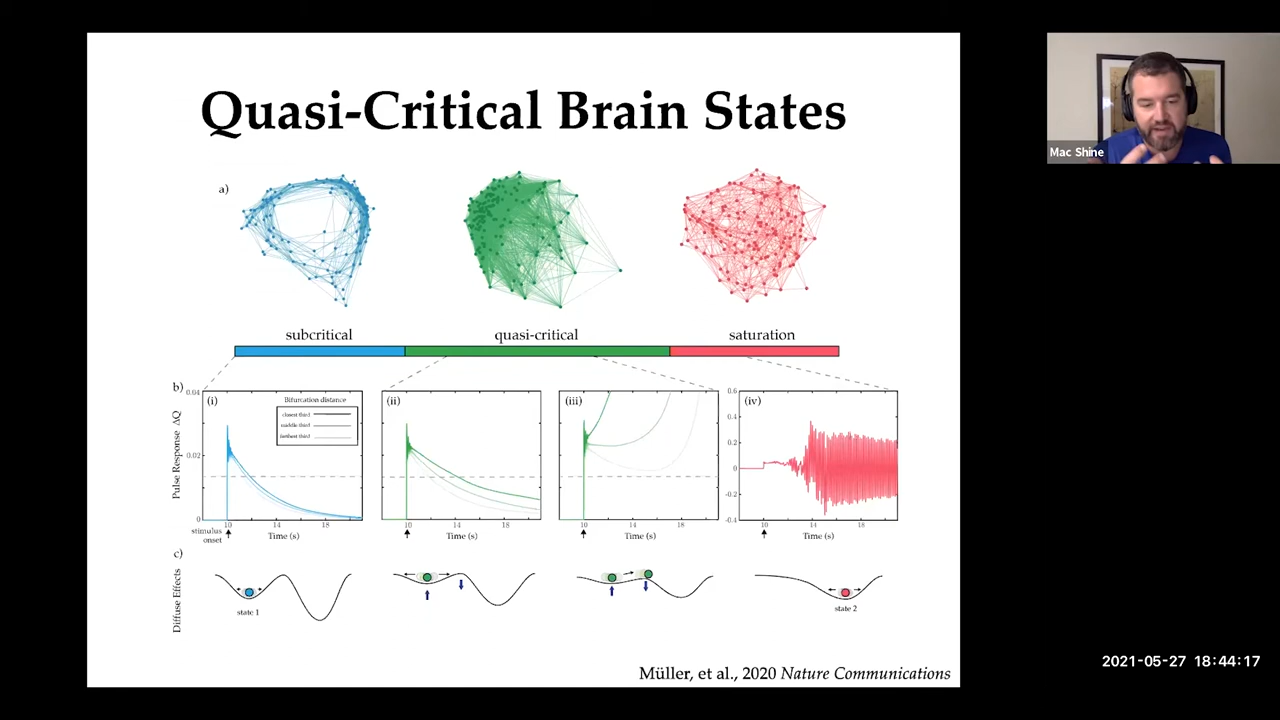 Quasi-Critical Brain States
Mac Shine
a)
subcritical
quasi-critical
saturation
b)
0.04
0.02
0
Pulse Response ΔQ
(i)
Bifurcation distance
closest third
middle third
farthest third
10
14
18
stimulus
onset
Time (s)
(ii)
10
14
18
Time (s)
(iii)
10
14
18
Time (s)
(iv)
0.6
0.4
0.2
0
-0.2
-0.4
10
14
18
Time (s)
c)
Diffuse Effects
state 1
state 2
Müller, et al., 2020 Nature Communications
2021-05-27 18:44:17